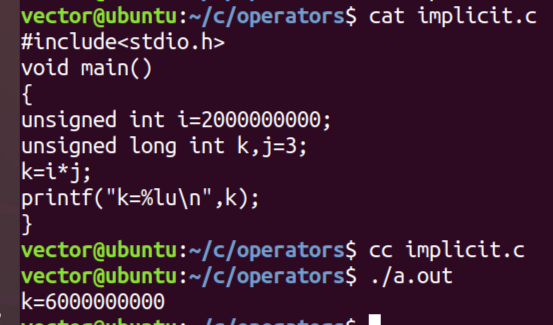 vector@ubuntu:~/c/operators$ cat implicit.c
#include<stdio.h>
void main()
{
unsigned int i=2000000000;
unsigned long int k,j=3;
k=i*j;
printf("k=%lu\n",k);
}
vector@ubuntu:~/c/operators$ cc implicit.c
vector@ubuntu:~/c/operators$ ./a.out
k=6000000000
vector@ubuntu:~/c/operators$